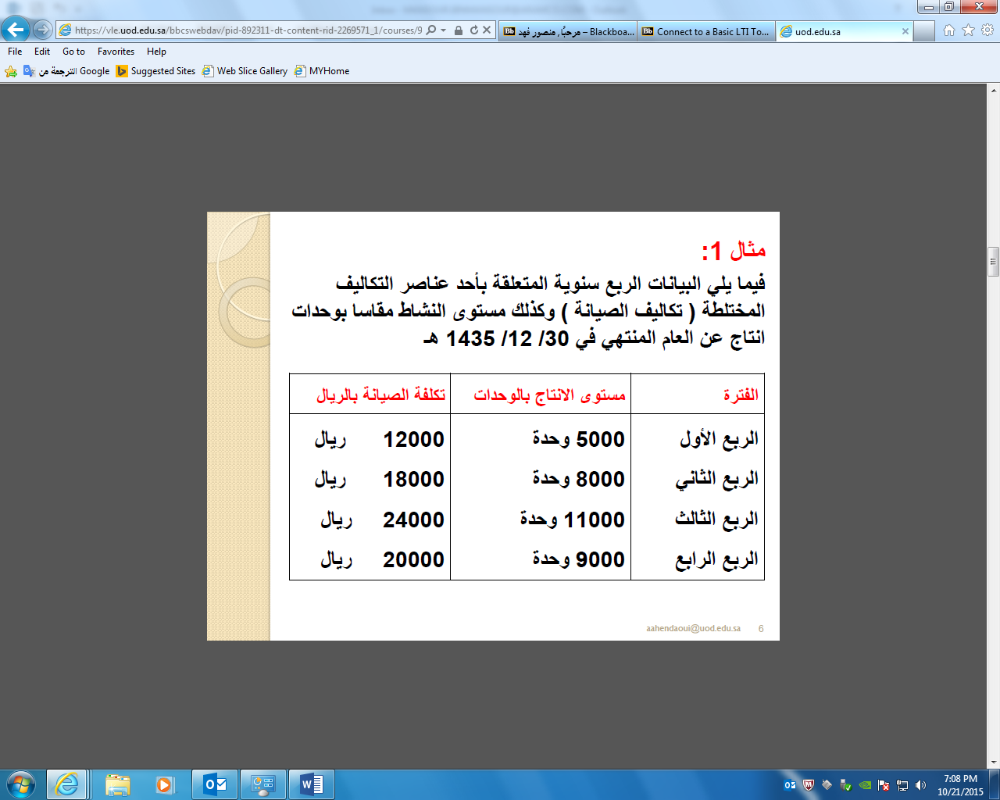 https://vle.uod.edu.sa/bbcswebdav/pid-892311-dt-content-rid-2269571_1/courses/9
مرحبًا, منصور فهد – Blackboa...
Connect to a Basic LTI To...
uod.edu.sa
File Edit Go to Favorites Help
الترجمة من Google Suggested Sites Web Slice Gallery MYHome
مثال 1:
فيما يلي البيانات الربع سنوية المتعلقة بأحد عناصر التكاليف
المختلطة ( تكاليف الصيانة ) وكذلك مستوى النشاط مقاسا بوحدات
انتاج عن العام المنتهي في 30/ 12/ 1435 هـ
الفترة مستوى الانتاج بالوحدات تكلفة الصيانة بالريال
الربع الأول 5000 وحدة 12000 ريال
الربع الثاني 8000 وحدة 18000 ريال
الربع الثالث 11000 وحدة 24000 ريال
الربع الرابع 9000 وحدة 20000 ريال
aahendaoui@uod.edu.sa 6
7:08 PM
10/21/2015